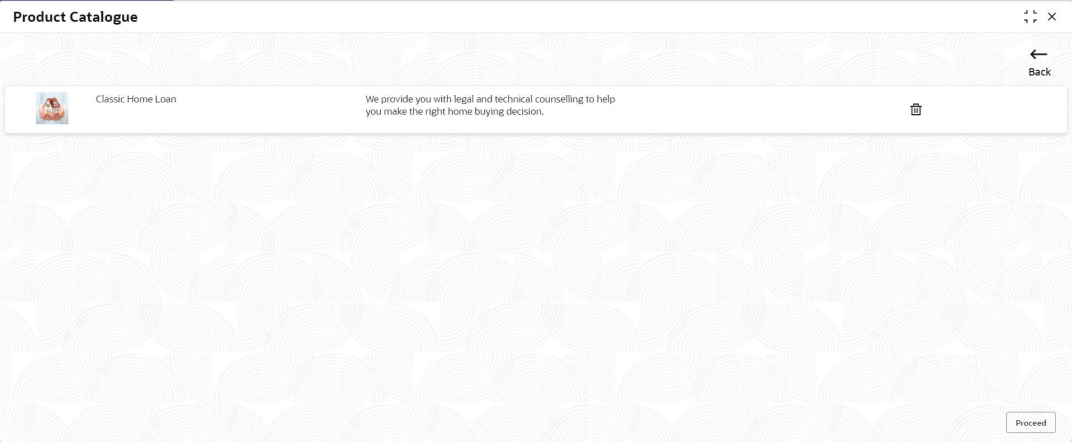 Product Catalogue
Back
Classic Home Loan
We provide you with legal and technical counselling to help
you make the right home buying decision.
Proceed